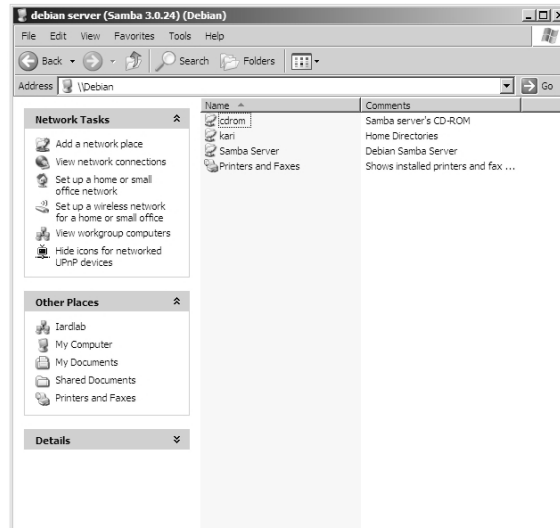 debian server (Samba 3.0.24) (Debian)
File Edit View Favorites Tools Help
Back Search Folders
Address \\Debian Go
Network Tasks
Add a network place
View network connections
Set up a home or small
office network
Set up a wireless network
for a home or small office
View workgroup computers
Hide icons for networked
UPnP devices
Other Places
Iardlab
My Computer
My Documents
Shared Documents
Printers and Faxes
Details
Name Comments
cdrom Samba server's CD-ROM
kari Home Directories
Samba Server Debian Samba Server
Printers and Faxes Shows installed printers and fax ...